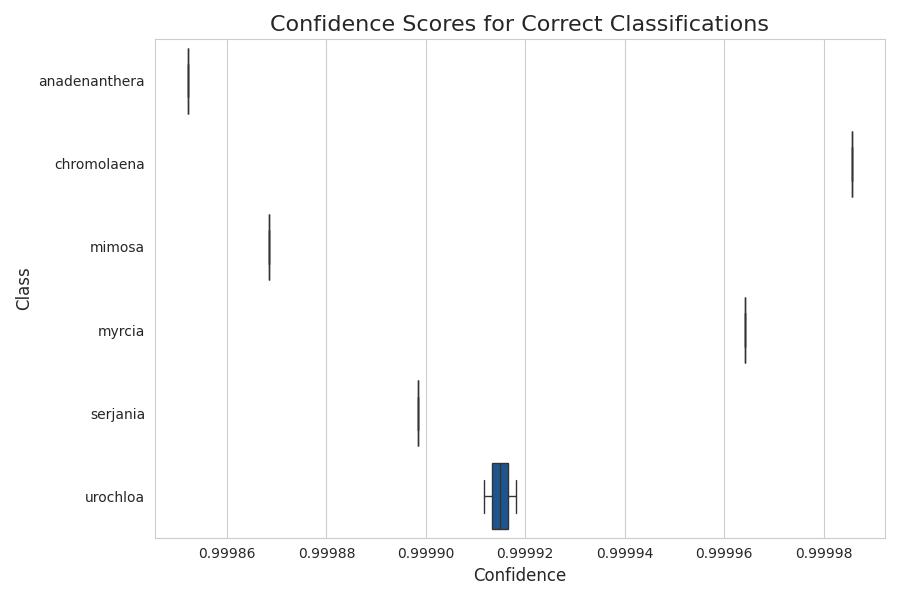 Confidence Scores for Correct Classifications
anadenanthera
chromolaena
mimosa
myrcia
serjania
urochloa
Class
0.99986 0.99988 0.99990 0.99992 0.99994 0.99996 0.99998
Confidence